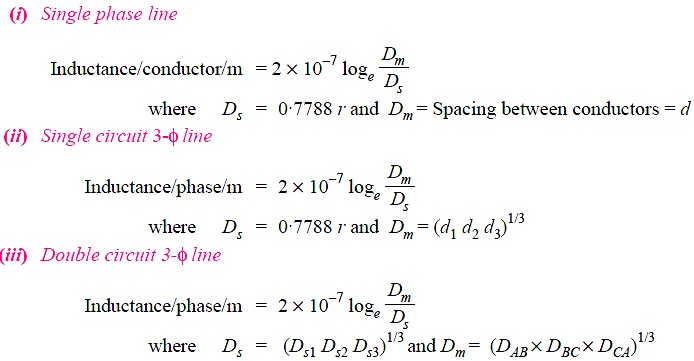 (i) Single phase line
Inductance/conductor/m = 2 × 10⁻⁷ logₑ Dₘ/Dₛ
where Dₛ = 0·7788 r and Dₘ = Spacing between conductors = d
(ii) Single circuit 3-ϕ line
Inductance/phase/m = 2 × 10⁻⁷ logₑ Dₘ/Dₛ
where Dₛ = 0·7788 r and Dₘ = (d₁ d₂ d₃)^1/3
(iii) Double circuit 3-ϕ line
Inductance/phase/m = 2 × 10⁻⁷ logₑ Dₘ/Dₛ
where Dₛ = (Dₛ₁ Dₛ₂ Dₛ₃)^1/3 and Dₘ = (D_AB × D_BC × D_CA)^1/3